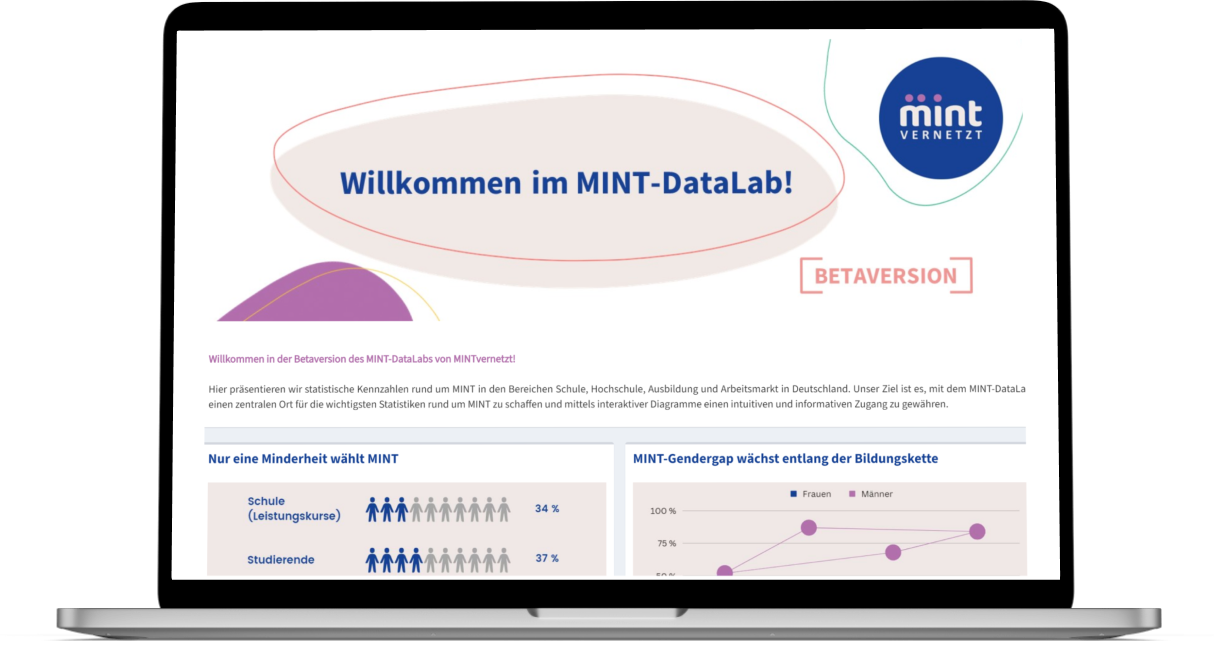 mint
VERNETZT
Willkommen im MINT-DataLab!
BETAVERSION
Willkommen in der Betaversion des MINT-DataLabs von MINTvernetzt!
Hier präsentieren wir statistische Kennzahlen rund um MINT in den Bereichen Schule, Hochschule, Ausbildung und Arbeitsmarkt in Deutschland. Unser Ziel ist es, mit dem MINT-DataLa
einen zentralen Ort für die wichtigsten Statistiken rund um MINT zu schaffen und mittels interaktiver Diagramme einen intuitiven und informativen Zugang zu gewähren.
Nur eine Minderheit wählt MINT
Schule
(Leistungskurse)
34 %
Studierende
37 %
MINT-Gendergap wächst entlang der Bildungskette
Frauen Männer
100 %
75 %
50 %